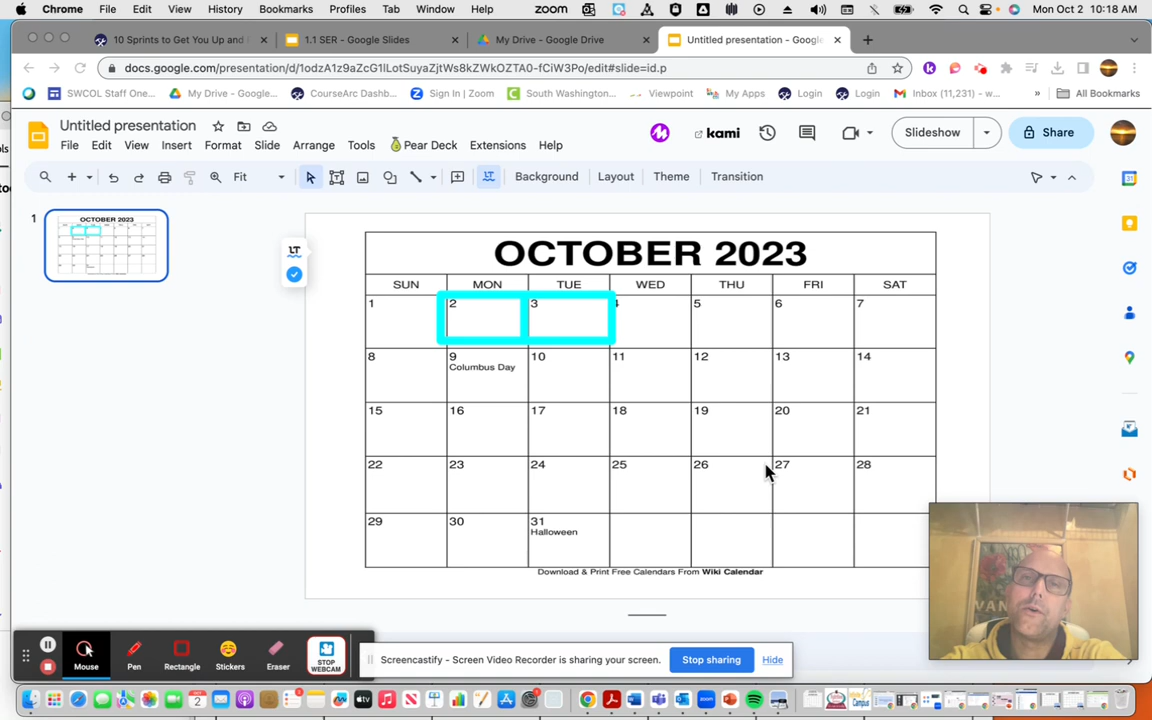 Chrome File Edit View History Bookmarks Profiles Tab Window Help zoom Mon Oct 2 10:18 AM
10 Sprints to Get You Up and 1.1 SER - Google Slides My Drive - Google Drive Untitled presentation - Google
docs.google.com/presentation/d/1odzA1z9aZcG1lLotSuyaZjtWs8kZWkOZTA0-fCiW3Po/edit#slide=id.p
SWCOL Staff One... My Drive - Google... CourseArc Dashb... Sign In | Zoom South Washington... Viewpoint My Apps Login Login Inbox (11,231) - w... » All Bookmarks
Untitled presentation
kami Slideshow Share
File Edit View Insert Format Slide Arrange Tools Pear Deck Extensions Help
Fit Background Layout Theme Transition
1
OCTOBER 2023
LT
OCTOBER 2023
SUN MON TUE WED THU FRI SAT
1 2 3 4 5 6 7
8 9 10 11 12 13 14
Columbus Day
15 16 17 18 19 20 21
22 23 24 25 26 27 28
29 30 31
Halloween
Download & Print Free Calendars From Wiki Calendar
VAN
Mouse Pen Rectangle Stickers Eraser STOP WEBCAM
Screencastify - Screen Video Recorder is sharing your screen. Stop sharing Hide